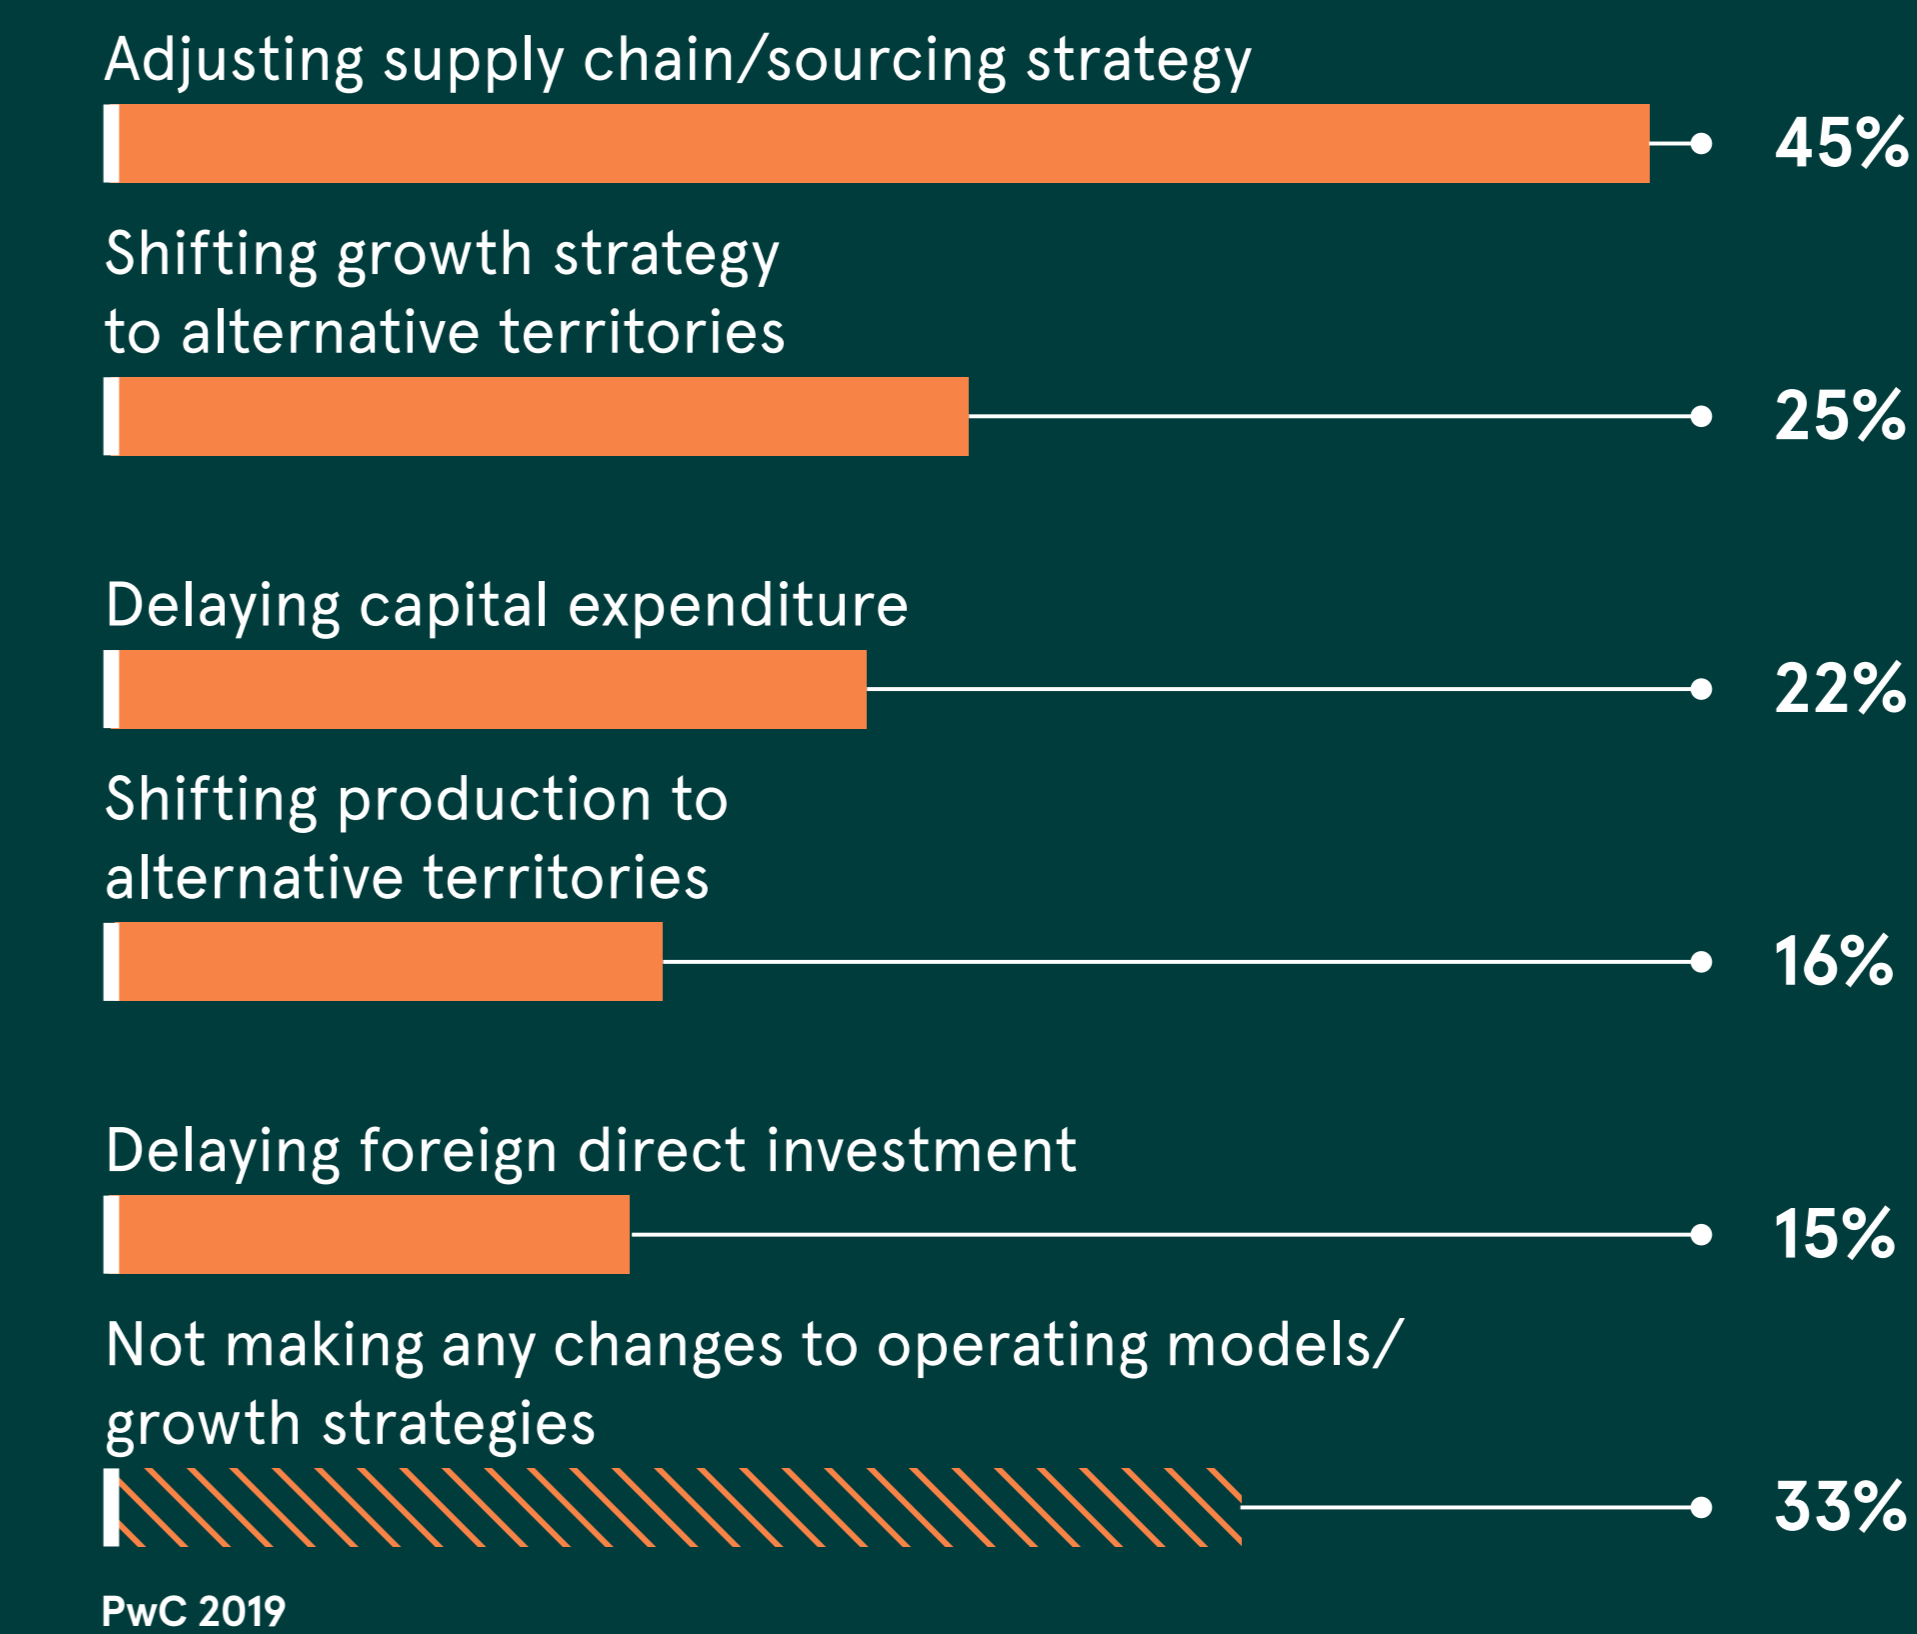 Adjusting supply chain/sourcing strategy
45%
Shifting growth strategy
to alternative territories
25%
Delaying capital expenditure
22%
Shifting production to
alternative territories
16%
Delaying foreign direct investment
15%
Not making any changes to operating models/
growth strategies
33%
PwC 2019